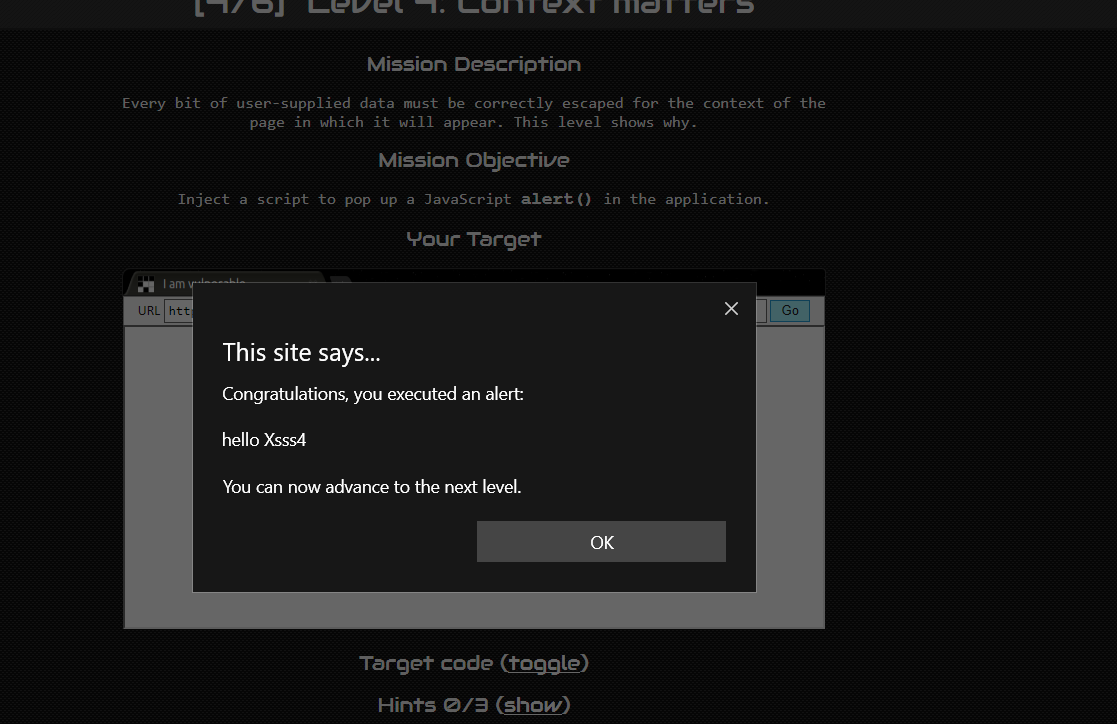 [4/6] Level 4: Context matters
Mission Description
Every bit of user-supplied data must be correctly escaped for the context of the
page in which it will appear. This level shows why.
Mission Objective
Inject a script to pop up a JavaScript alert() in the application.
Your Target
I am vulnerable
URL http
Go
This site says...
Congratulations, you executed an alert:
hello Xsss4
You can now advance to the next level.
OK
Target code (toggle)
Hints 0/3 (show)